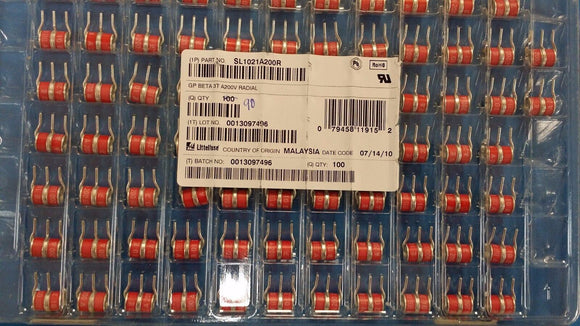 (1P) PART NO. SL1021A200R
RoHS
GP BETA 3T A200V RADIAL
(Q) QTY 100
90
(1T) LOT NO. 0013097496
0 79458 11915 2
Littelfuse COUNTRY OF ORIGIN MALAYSIA DATE CODE 07/14/10
(T) BATCH NO: 0013097496 (Q) QTY: 100